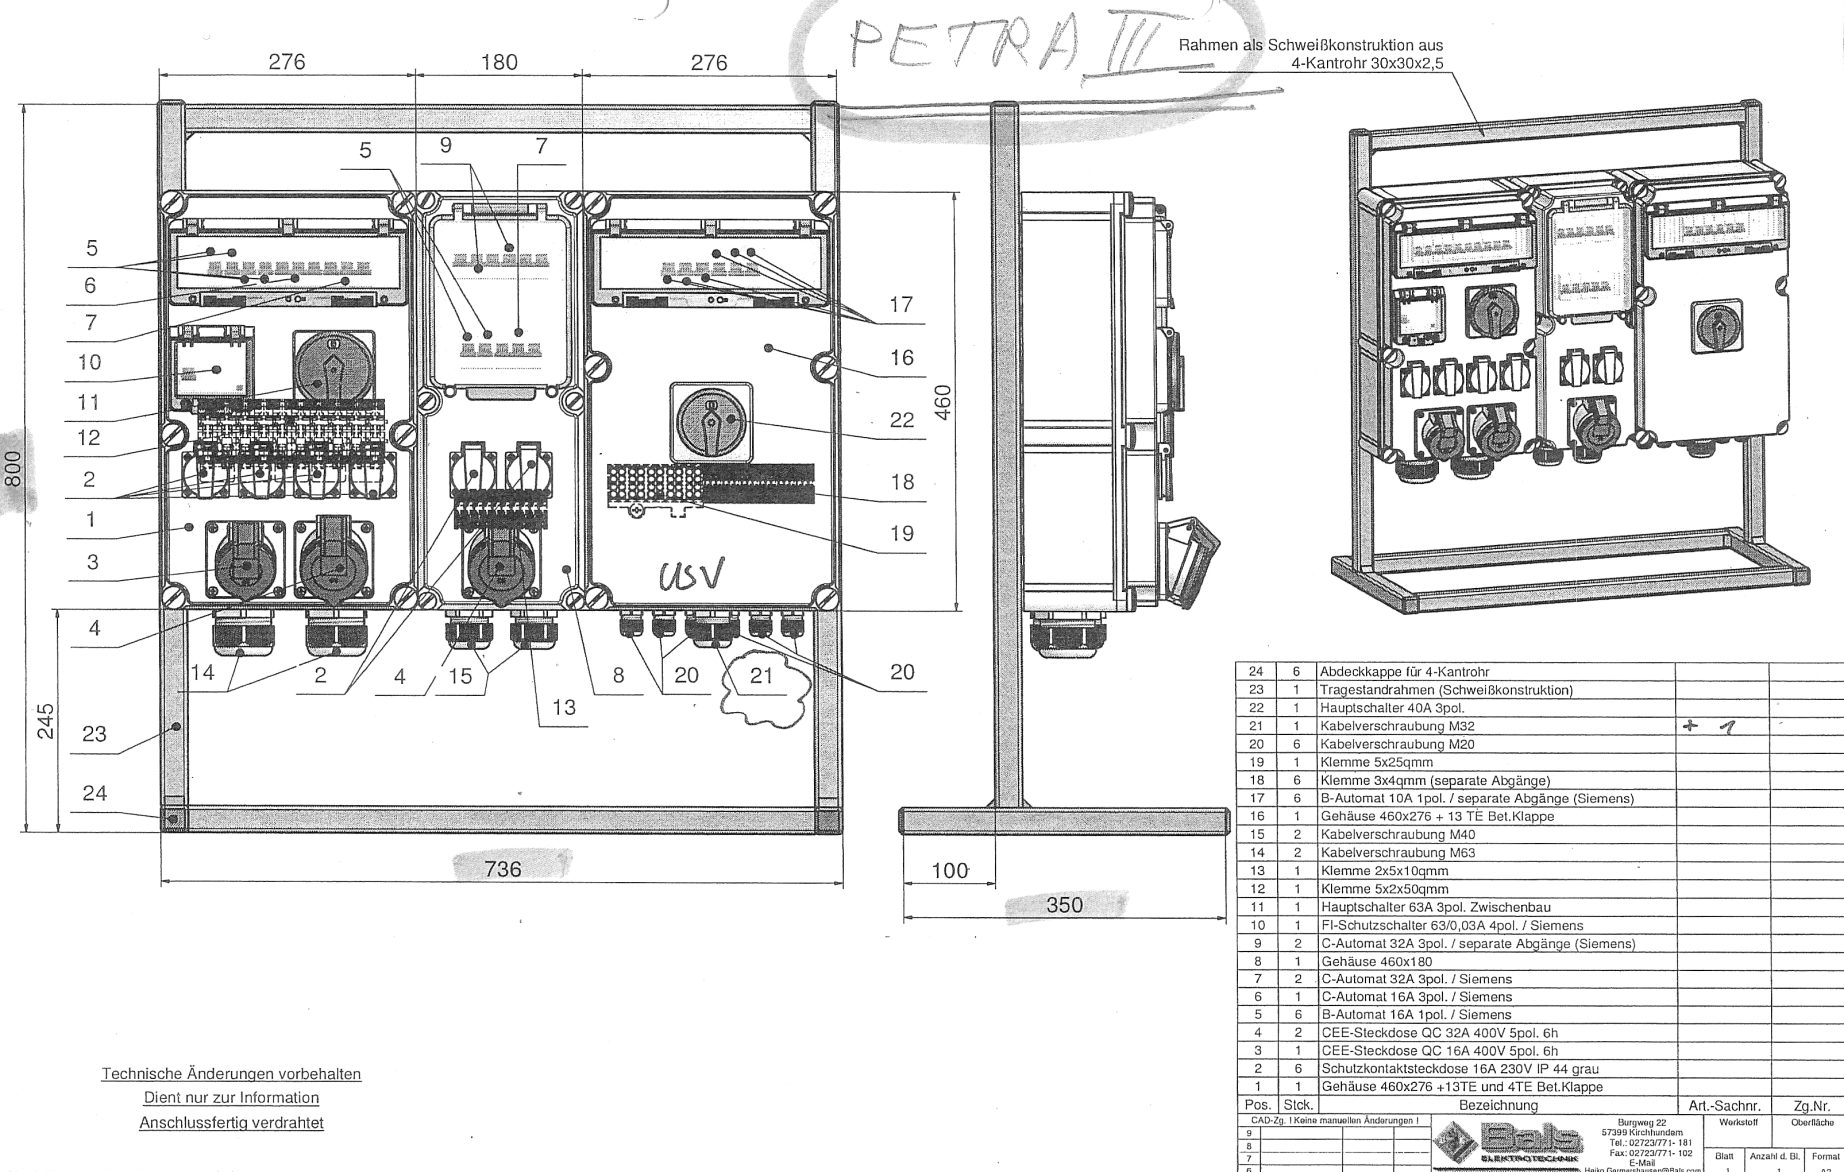 PETRA III
Rahmen als Schweißkonstruktion aus
4-Kantrohr 30x30x2,5
276
180
276
5
9
7
5
6
7
10
11
12
2
1
3
4
14
2
4
15
13
8
20
21
20
17
16
22
18
19
USV
23
24
800
245
460
736
100
350
24 6 Abdeckkappe für 4-Kantrohr
23 1 Tragestandrahmen (Schweißkonstruktion)
22 1 Hauptschalter 40A 3pol.
21 1 Kabelverschraubung M32 + 1
20 6 Kabelverschraubung M20
19 1 Klemme 5x25qmm
18 6 Klemme 3x4qmm (separate Abgänge)
17 6 B-Automat 10A 1pol. / separate Abgänge (Siemens)
16 1 Gehäuse 460x276 + 13 TE Bet.Klappe
15 2 Kabelverschraubung M40
14 2 Kabelverschraubung M63
13 1 Klemme 2x5x10qmm
12 1 Klemme 5x2x50qmm
11 1 Hauptschalter 63A 3pol. Zwischenbau
10 1 FI-Schutzschalter 63/0,03A 4pol. / Siemens
9 2 C-Automat 32A 3pol. / separate Abgänge (Siemens)
8 1 Gehäuse 460x180
7 2 C-Automat 32A 3pol. / Siemens
6 1 C-Automat 16A 3pol. / Siemens
5 6 B-Automat 16A 1pol. / Siemens
4 2 CEE-Steckdose QC 32A 400V 5pol. 6h
3 1 CEE-Steckdose QC 16A 400V 5pol. 6h
2 6 Schutzkontaktsteckdose 16A 230V IP 44 grau
1 1 Gehäuse 460x276 +13TE und 4TE Bet.Klappe
Pos. Stck. Bezeichnung Art.-Sachnr. Zg.Nr.
CAD-Zg. ! Keine manuellen Änderungen !
9
8
7
Bals
ELEKTROTECHNIK
Burgweg 22
57399 Kirchhundem
Tel.: 02723/771- 181
Fax: 02723/771- 102
E-Mail
Werkstoff
Oberfläche
Blatt
Anzahl d. Bl.
Format
Technische Änderungen vorbehalten
Dient nur zur Information
Anschlussfertig verdrahtet